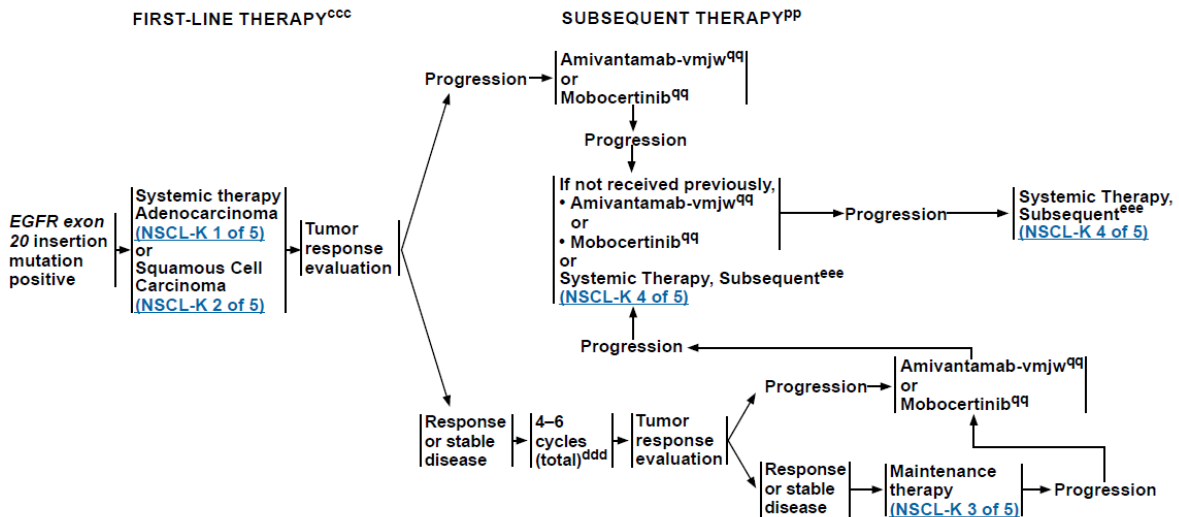 FIRST-LINE THERAPYccc
SUBSEQUENT THERAPYpp
EGFR exon
20 insertion
mutation
positive
Systemic therapy
Adenocarcinoma
(NSCL-K 1 of 5)
or
Squamous Cell
Carcinoma
(NSCL-K 2 of 5)
Tumor
response
evaluation
Progression
Amivantamab-vmjwqq
or
Mobocertinibqq
Progression
If not received previously,
• Amivantamab-vmjwqq
or
• Mobocertinibqq
or
Systemic Therapy, Subsequenteee
(NSCL-K 4 of 5)
Progression
Systemic Therapy,
Subsequenteee
(NSCL-K 4 of 5)
Progression
Response
or stable
disease
4–6
cycles
(total)ddd
Tumor
response
evaluation
Progression
Amivantamab-vmjwqq
or
Mobocertinibqq
Response
or stable
disease
Maintenance
therapy
(NSCL-K 3 of 5)
Progression